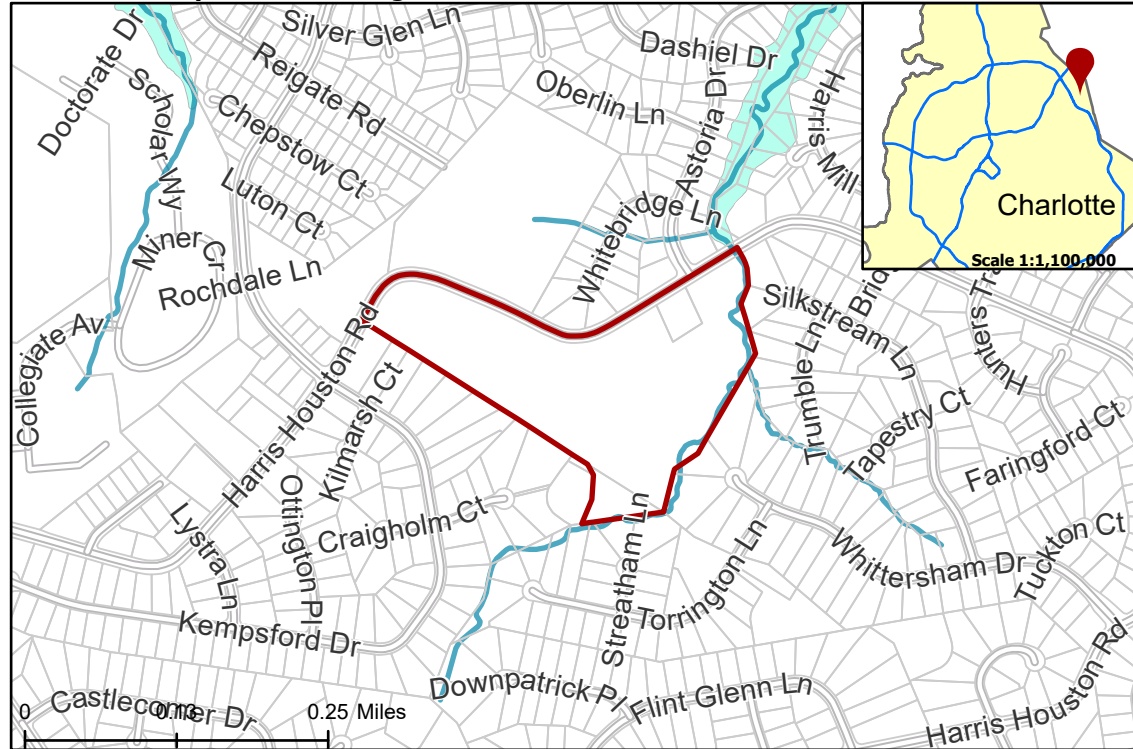 Silver Glen Ln
Doctorate Dr
Reigate Rd
Dashiel Dr
Scholar Wy
Oberlin Ln
Astoria Dr
Harris Mill
Chepstow Ct
Luton Ct
Whitebridge Ln
Miner Cr
Rochdale Ln
Charlotte
Scale 1:1,100,000
Silkstream Ln
Trumble Ln
Collegiate Av
Harris Houston Rd
Kilmarsh Ct
Tapestry Ct
Faringford Ct
Ottington Pl
Craigholm Ct
Lystra Ln
Streatham Ln
Torrington Ln
Whittersham Dr
Tuckton Ct
Kempsford Dr
Downpatrick Pl
Flint Glenn Ln
Harris Houston Rd
Castlecomer Dr
0 0.13 0.25 Miles